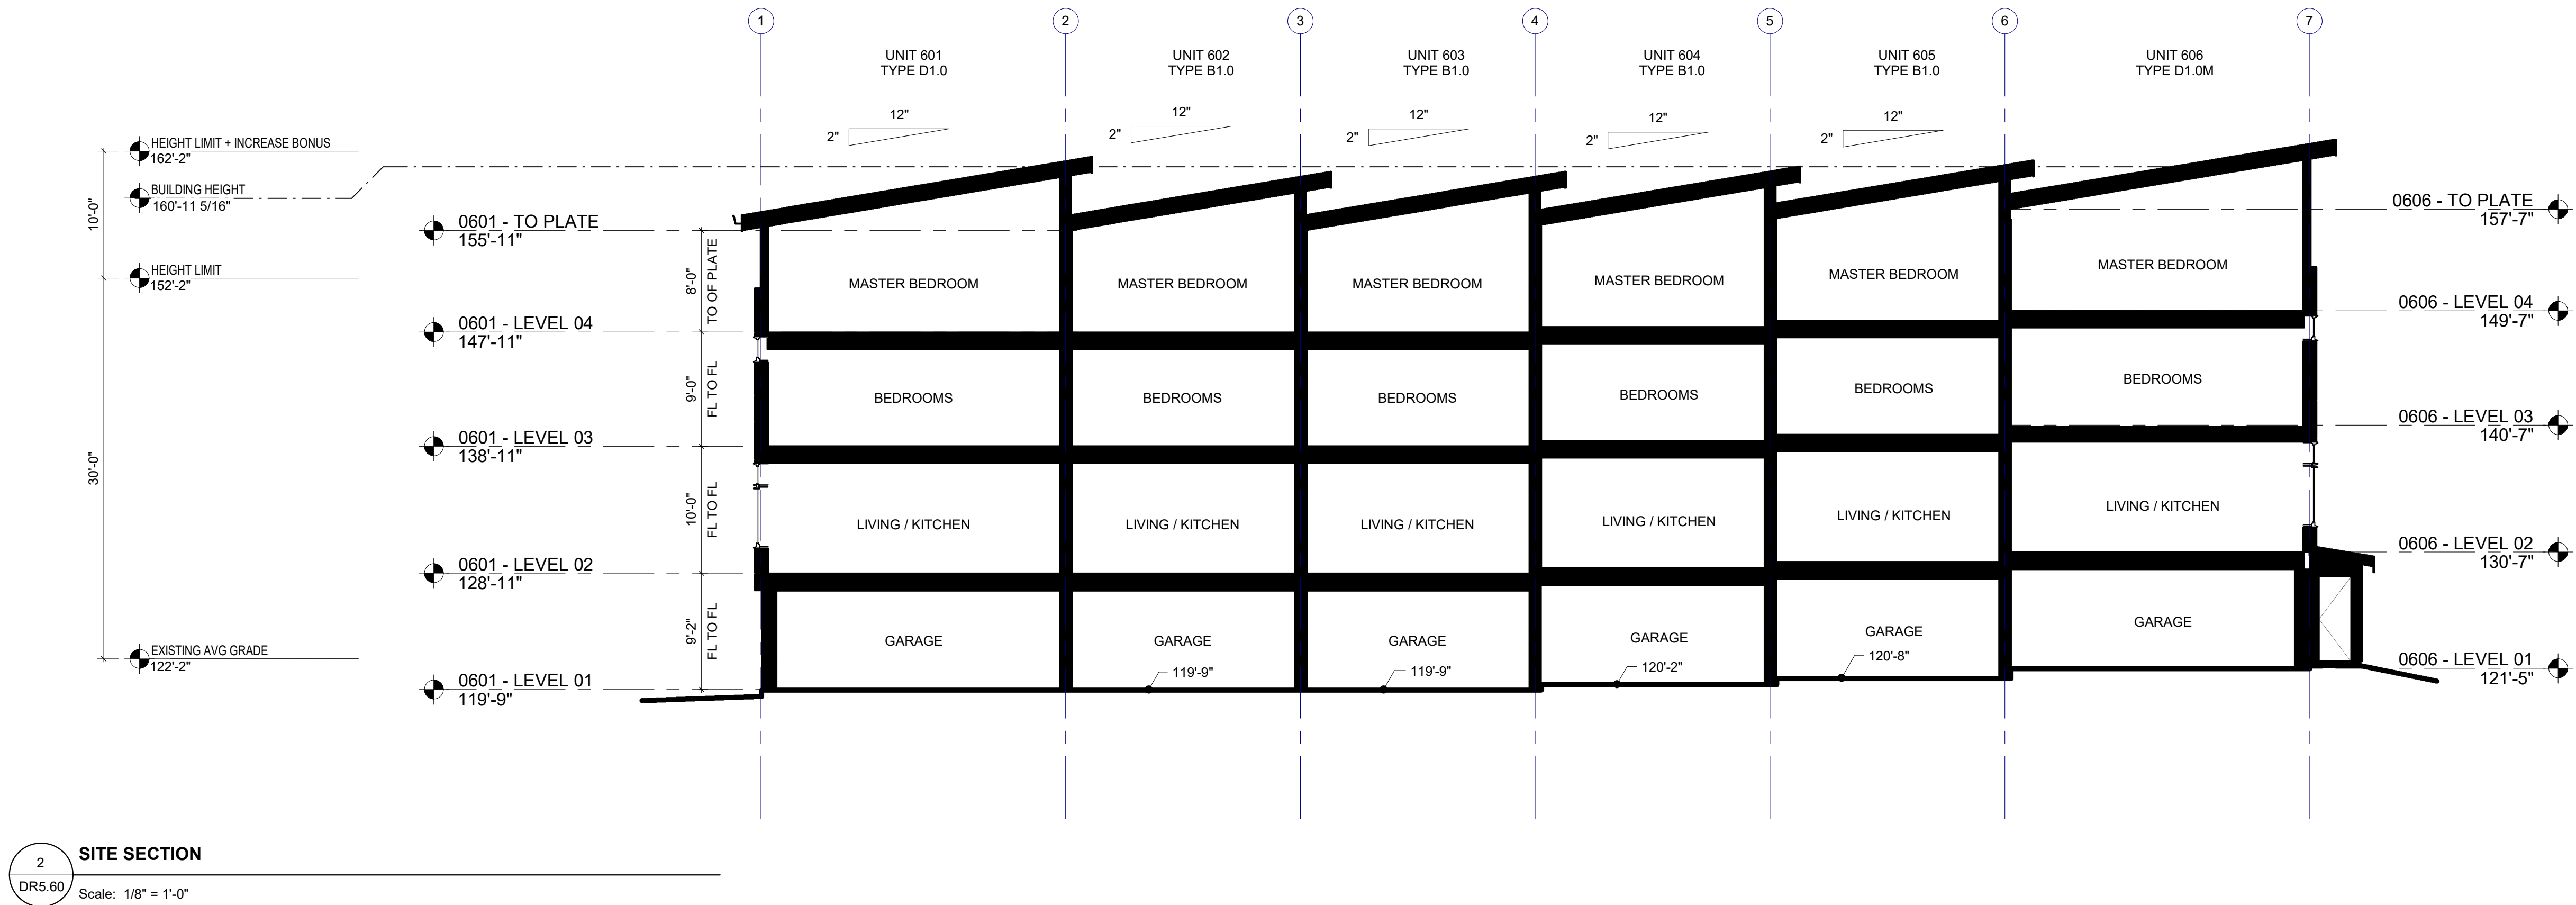 1
2
3
4
5
6
7
UNIT 601
TYPE D1.0
UNIT 602
TYPE B1.0
UNIT 603
TYPE B1.0
UNIT 604
TYPE B1.0
UNIT 605
TYPE B1.0
UNIT 606
TYPE D1.0M
12"
2"
12"
2"
12"
2"
12"
2"
12"
2"
HEIGHT LIMIT + INCREASE BONUS
162'-2"
BUILDING HEIGHT
160'-11 5/16"
10'-0"
HEIGHT LIMIT
152'-2"
30'-0"
EXISTING AVG GRADE
122'-2"
0601 - TO PLATE
155'-11"
0601 - LEVEL 04
147'-11"
0601 - LEVEL 03
138'-11"
0601 - LEVEL 02
128'-11"
0601 - LEVEL 01
119'-9"
8'-0"
TO OF PLATE
9'-0"
FL TO FL
10'-0"
FL TO FL
9'-2"
FL TO FL
MASTER BEDROOM
MASTER BEDROOM
MASTER BEDROOM
MASTER BEDROOM
MASTER BEDROOM
MASTER BEDROOM
BEDROOMS
BEDROOMS
BEDROOMS
BEDROOMS
BEDROOMS
BEDROOMS
LIVING / KITCHEN
LIVING / KITCHEN
LIVING / KITCHEN
LIVING / KITCHEN
LIVING / KITCHEN
LIVING / KITCHEN
GARAGE
GARAGE
GARAGE
GARAGE
GARAGE
GARAGE
119'-9"
119'-9"
120'-2"
120'-8"
0606 - TO PLATE
157'-7"
0606 - LEVEL 04
149'-7"
0606 - LEVEL 03
140'-7"
0606 - LEVEL 02
130'-7"
0606 - LEVEL 01
121'-5"
2
DR5.60
SITE SECTION
Scale: 1/8" = 1'-0"